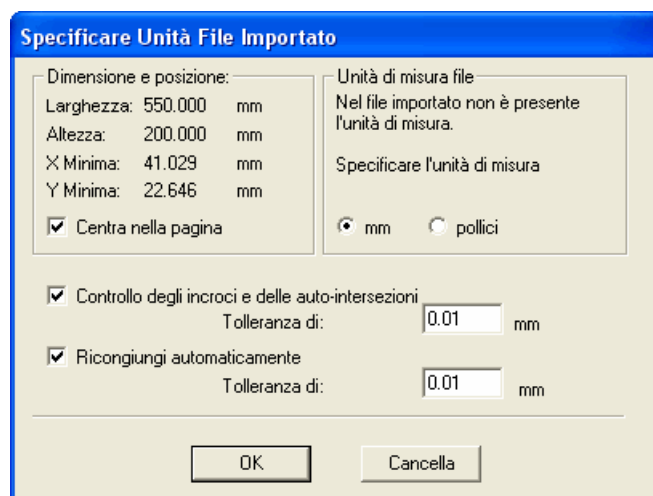 Specificare Unità File Importato
Dimensione e posizione:
Larghezza: 550.000 mm
Altezza: 200.000 mm
X Minima: 41.029 mm
Y Minima: 22.646 mm
Centra nella pagina
Unità di misura file
Nel file importato non è presente
l'unità di misura.
Specificare l'unità di misura
mm pollici
Controllo degli incroci e delle auto-intersezioni
Tolleranza di: 0.01 mm
Ricongiungi automaticamente
Tolleranza di: 0.01 mm
OK Cancella